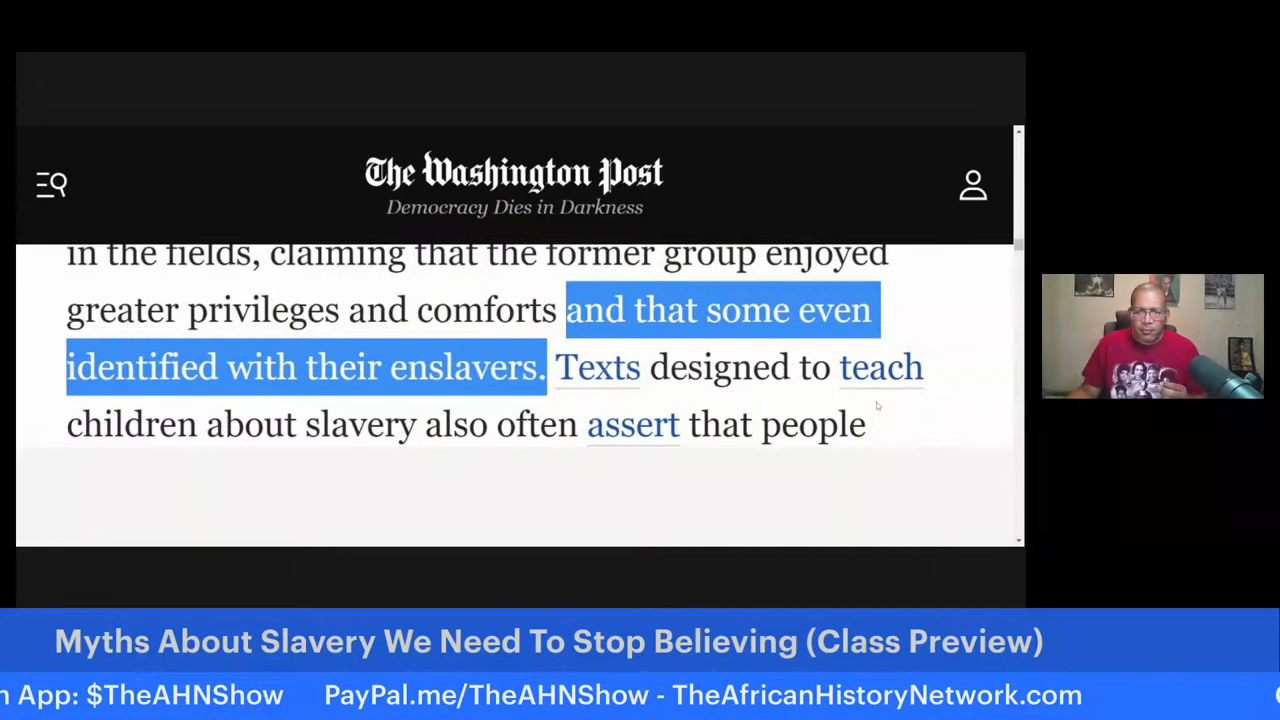 The Washington Post
Democracy Dies in Darkness
in the fields, claiming that the former group enjoyed
greater privileges and comforts and that some even
identified with their enslavers. Texts designed to teach
children about slavery also often assert that people
Myths About Slavery We Need To Stop Believing (Class Preview)
App: $TheAHNShow PayPal.me/TheAHNShow - TheAfricanHistoryNetwork.com